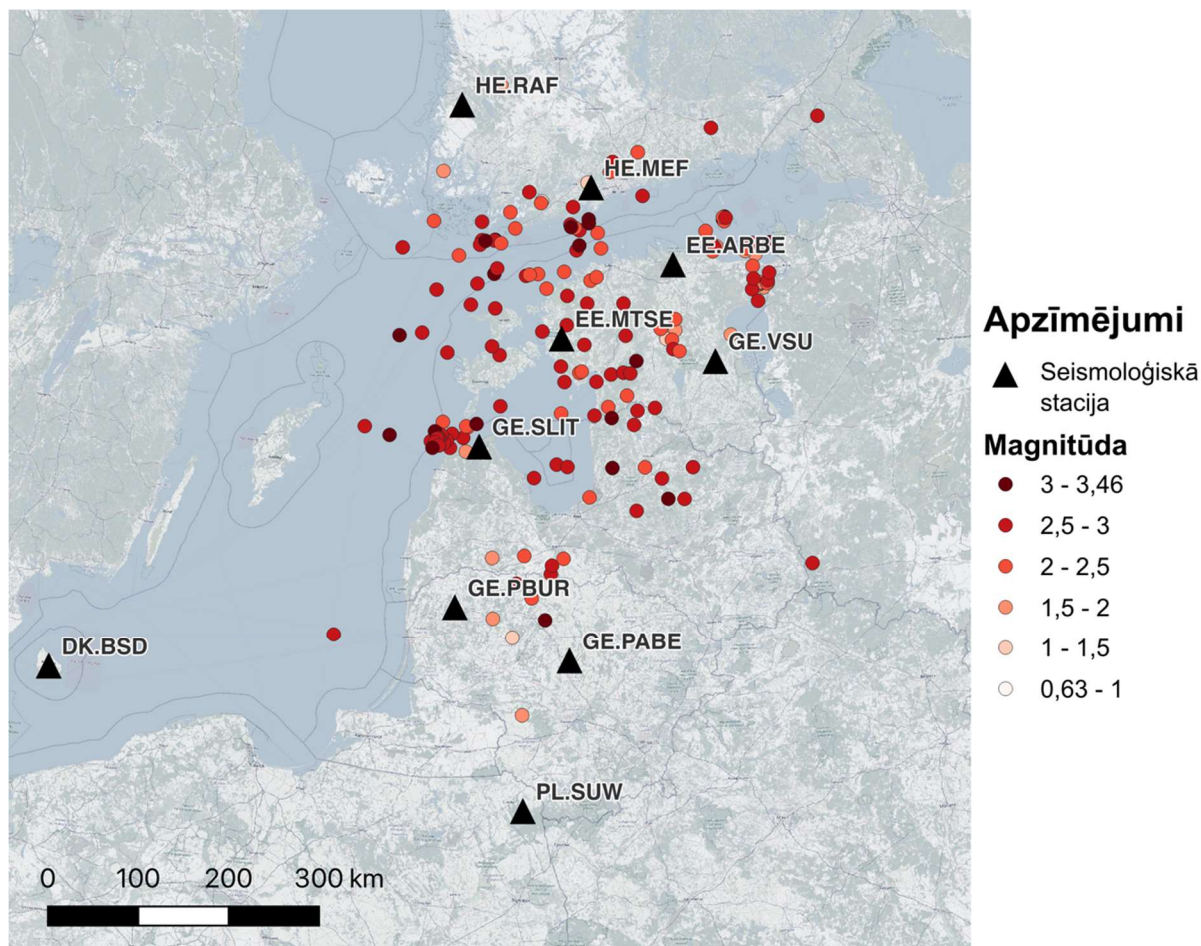 HE.RAF
HE.MEF
EE.ARBE
EE.MTSE
GE.VSU
GE.SLIT
GE.PBUR
GE.PABE
DK.BSD
PL.SUW
0 100 200 300 km
Apzīmējumi
Seismoloģiskā
stacija
Magnitūda
3 - 3,46
2,5 - 3
2 - 2,5
1,5 - 2
1 - 1,5
0,63 - 1